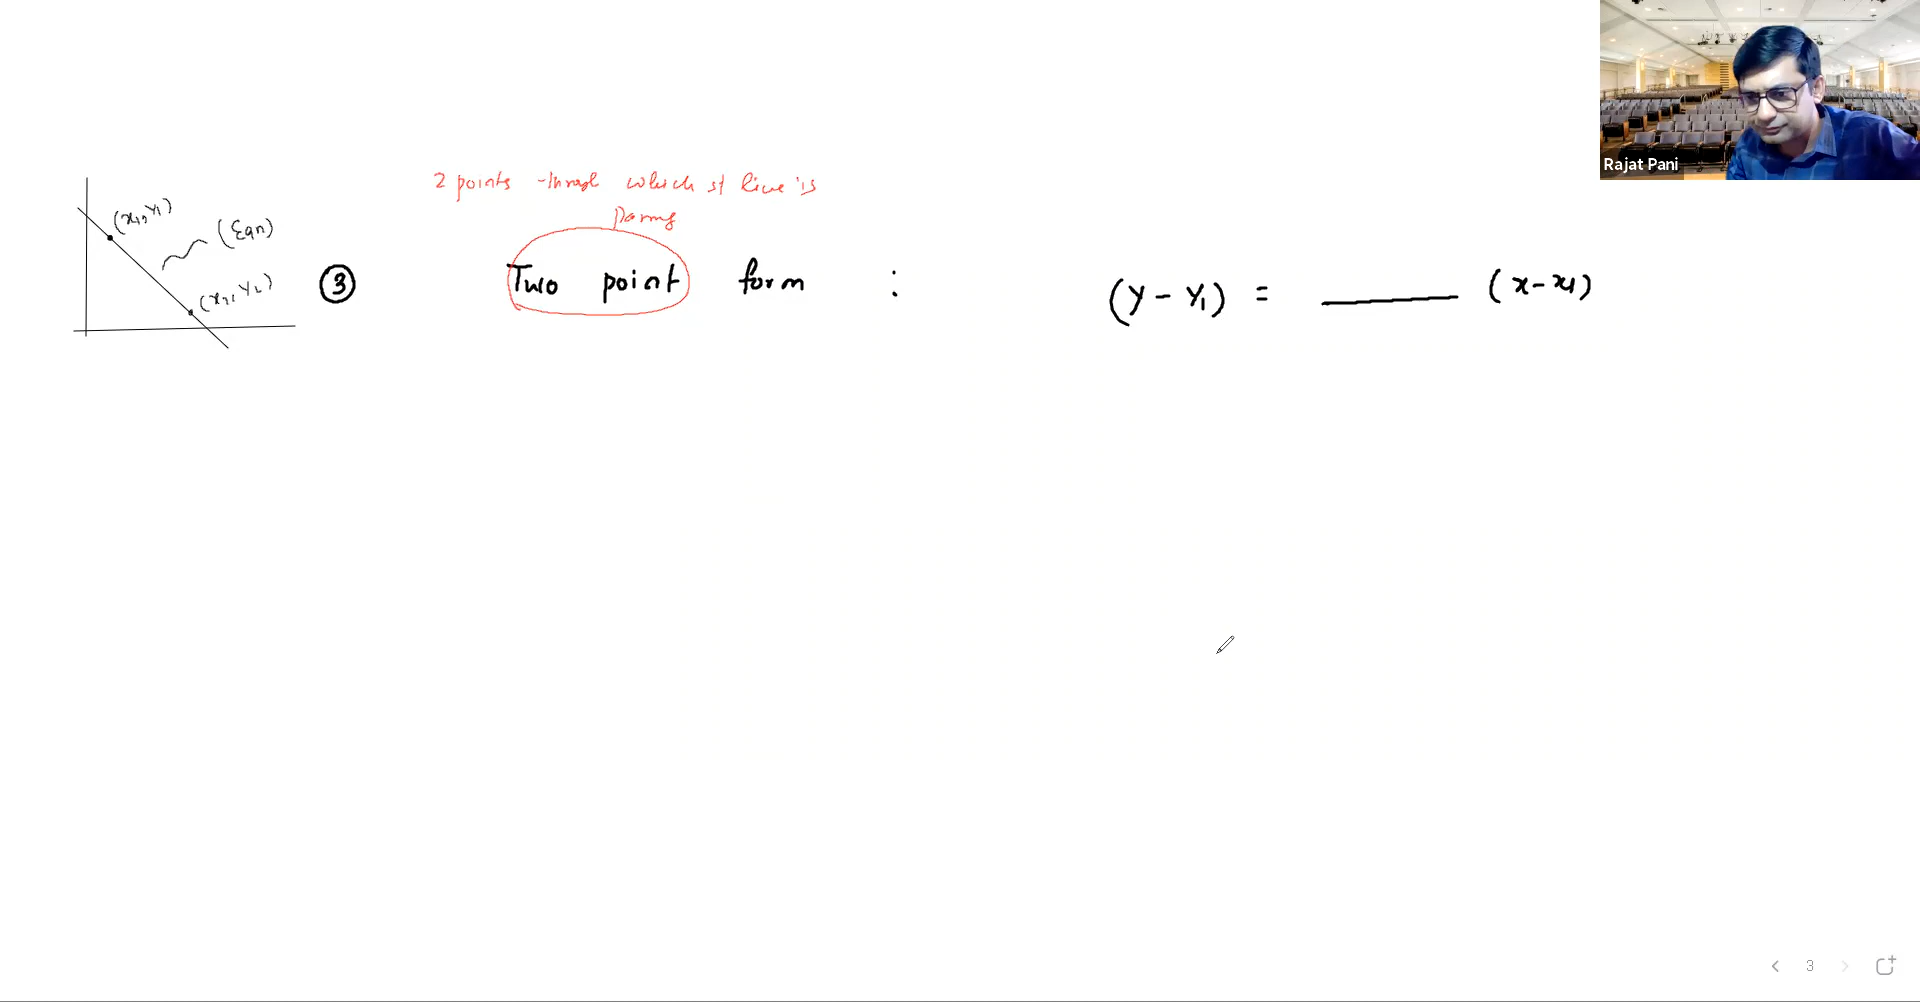 Rajat Pani
2 points through which st line is
passing
(x₁, y₁)
(Eqn)
(x₂, y₂)
③ Two point form : (y - y₁) = ______ (x - x₁)
3